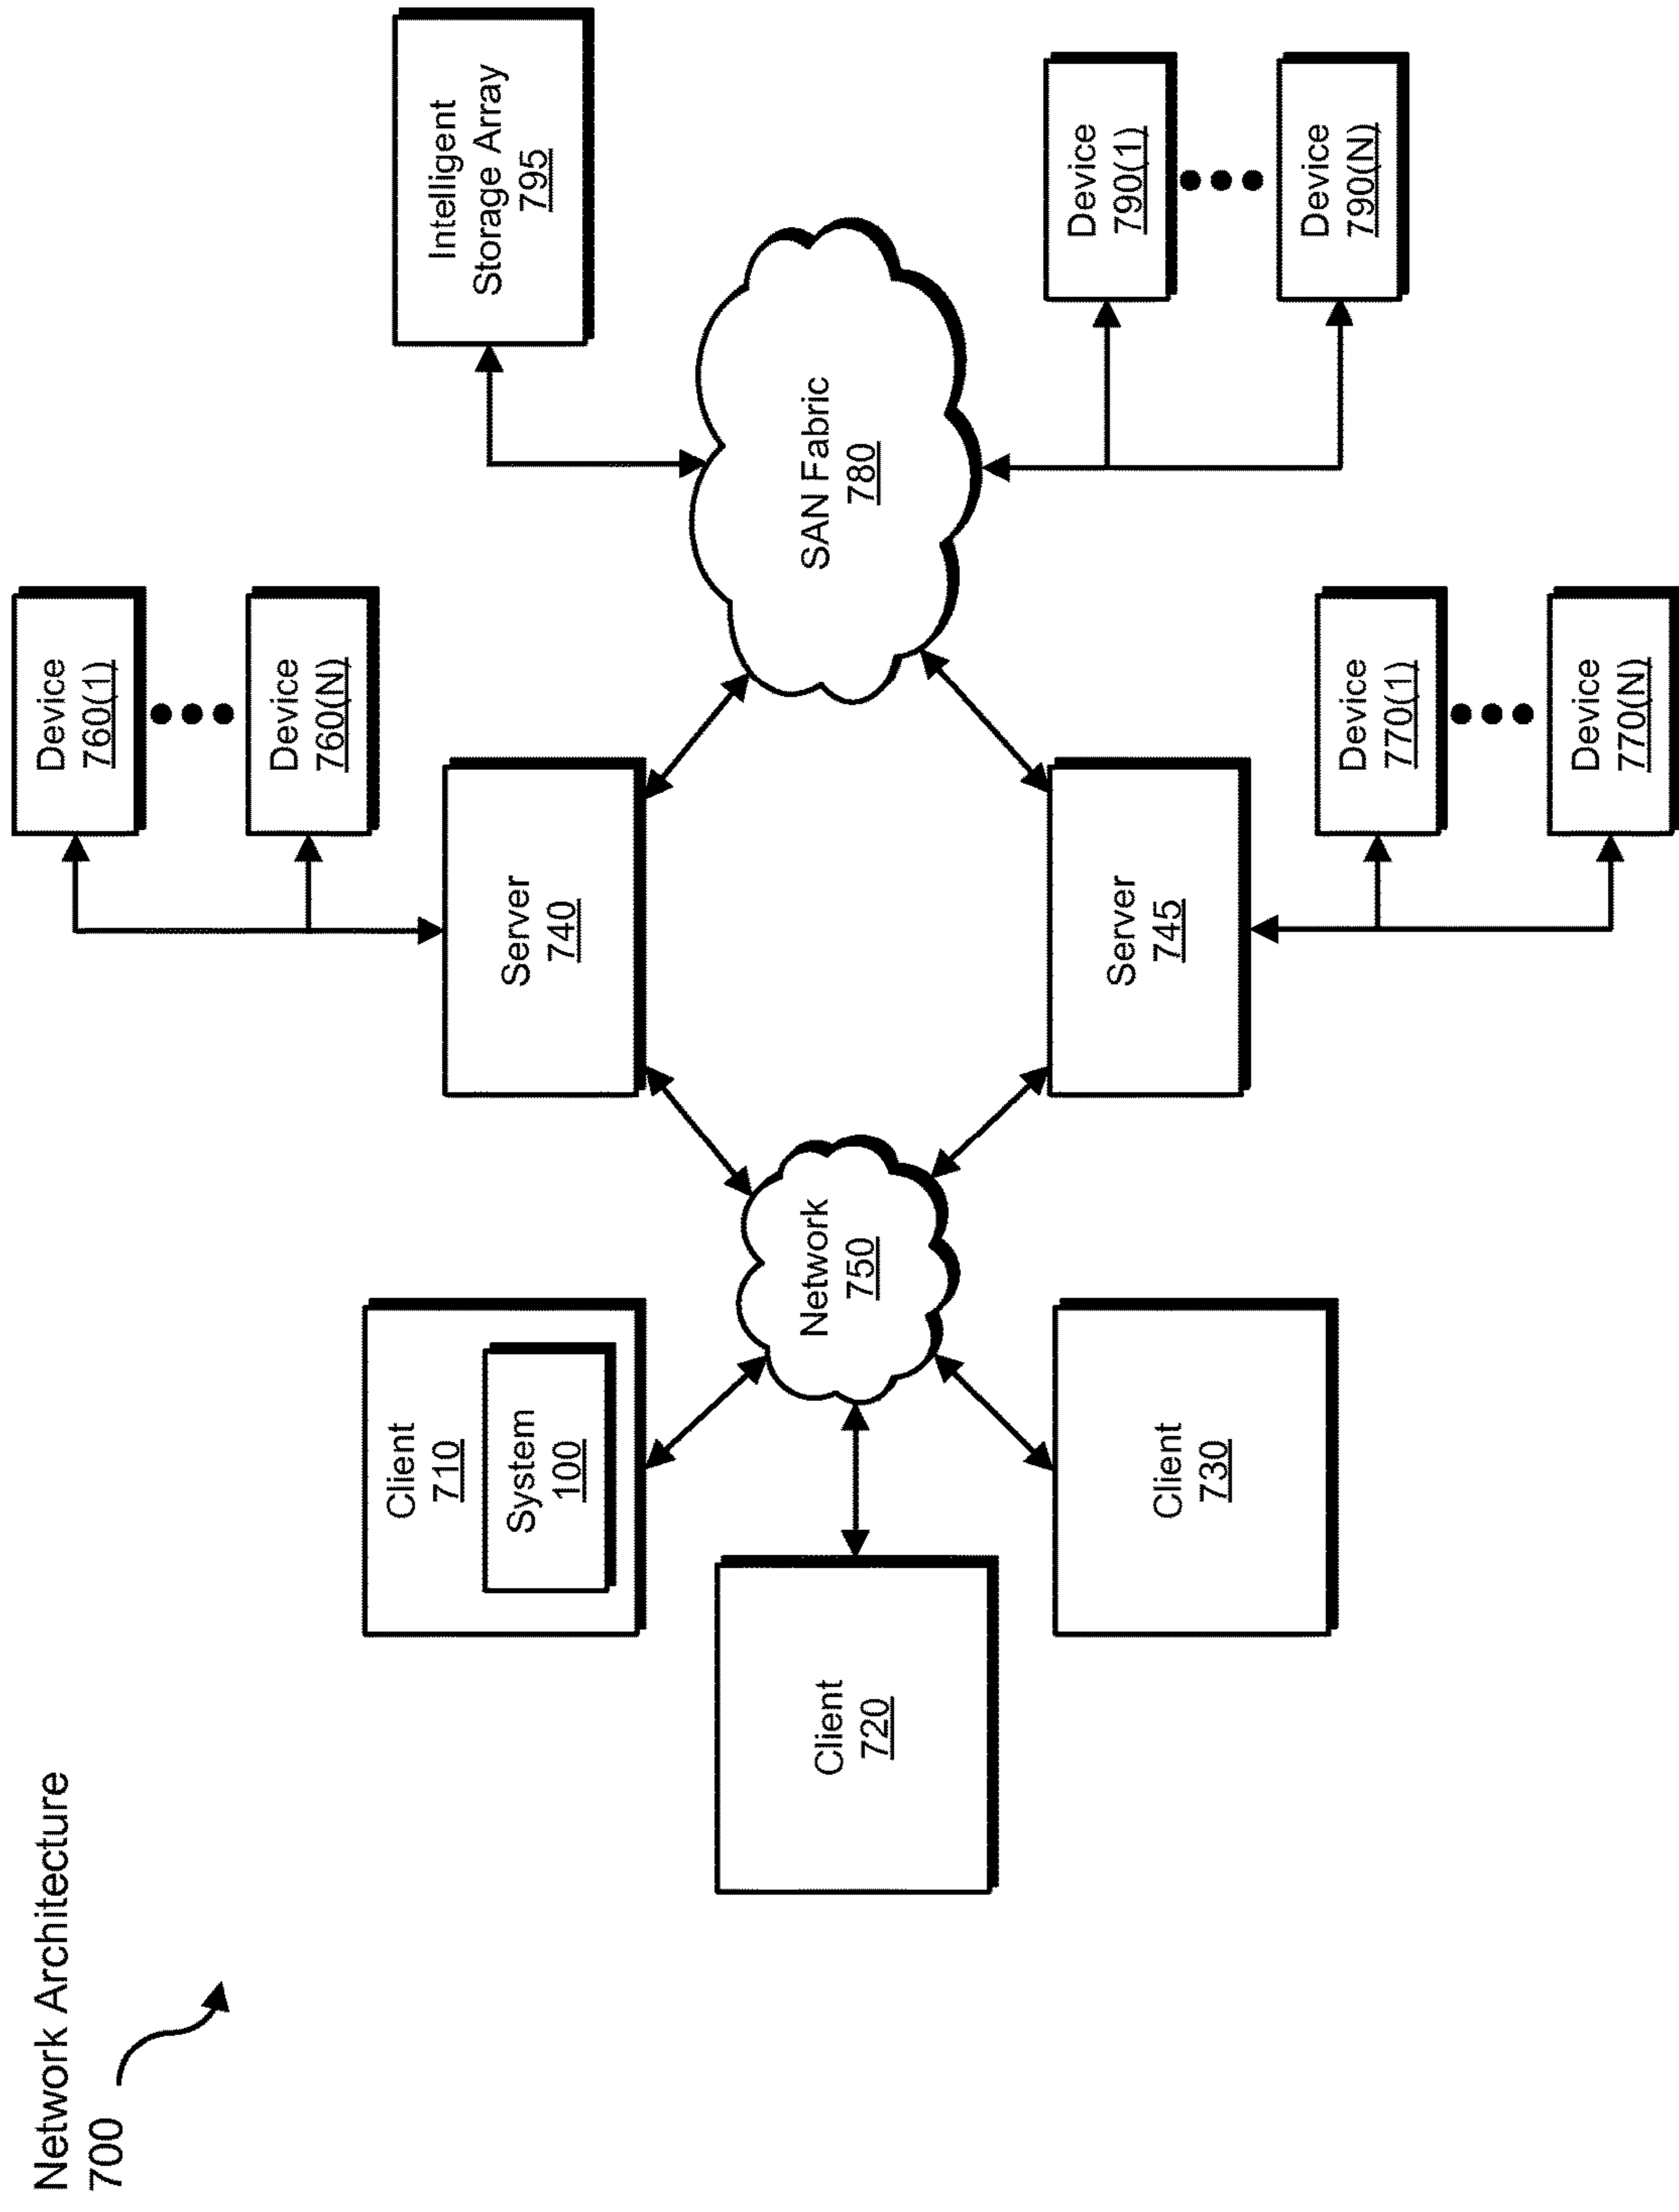 Network Architecture
700
Client
710
System
100
Client
720
Client
730
Network
750
Server
740
Server
745
Device
760(1)
Device
760(N)
Device
770(1)
Device
770(N)
SAN Fabric
780
Intelligent
Storage Array
795
Device
790(1)
Device
790(N)